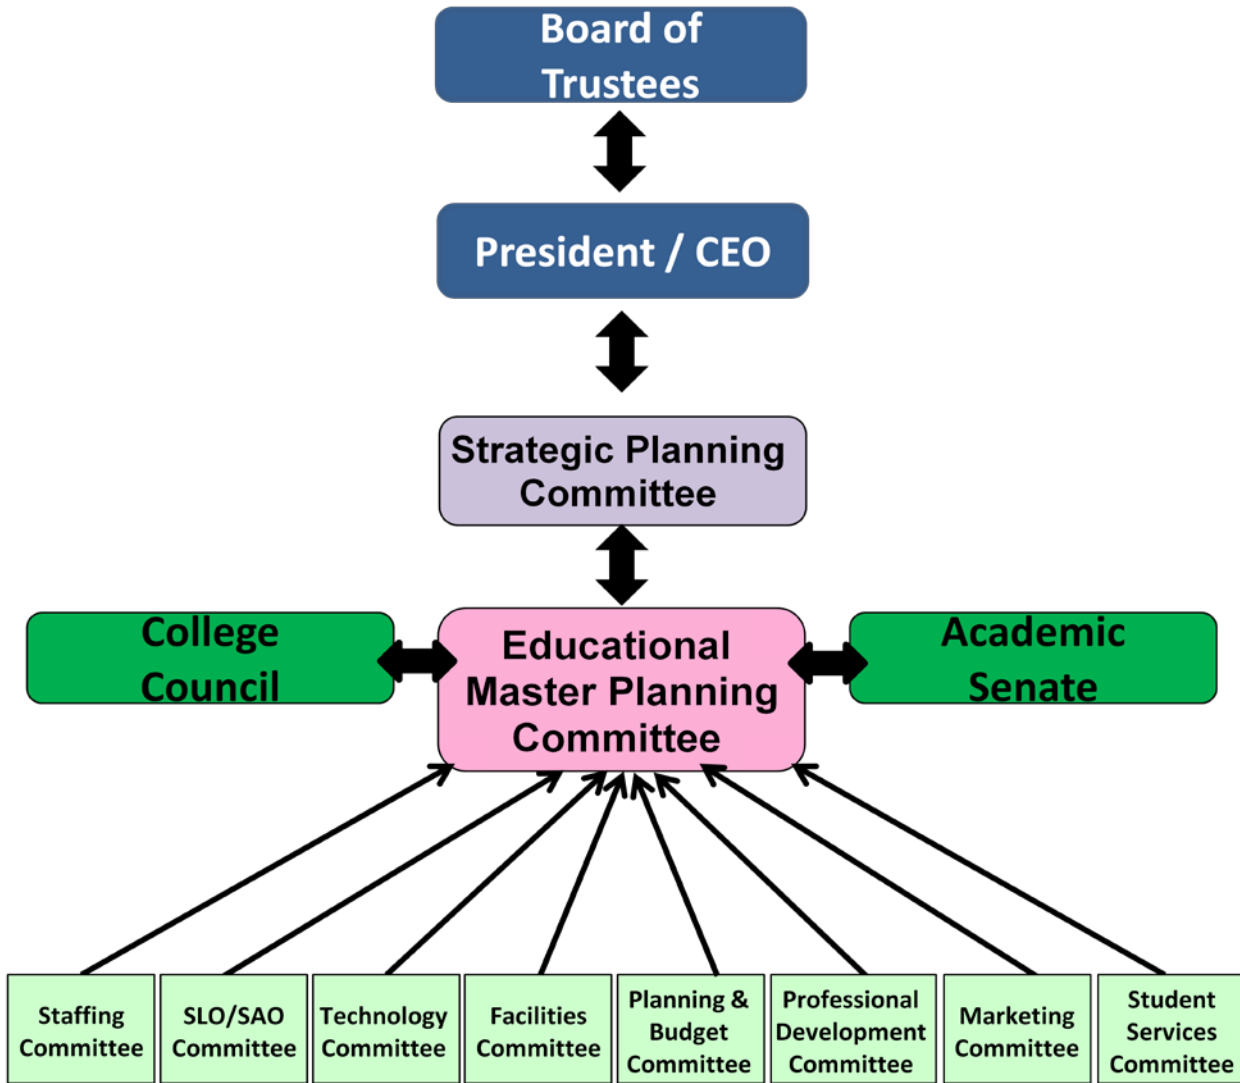 Board of
Trustees
President / CEO
Strategic Planning
Committee
College
Council
Educational
Master Planning
Committee
Academic
Senate
Staffing
Committee
SLO/SAO
Committee
Technology
Committee
Facilities
Committee
Planning &
Budget
Committee
Professional
Development
Committee
Marketing
Committee
Student
Services
Committee